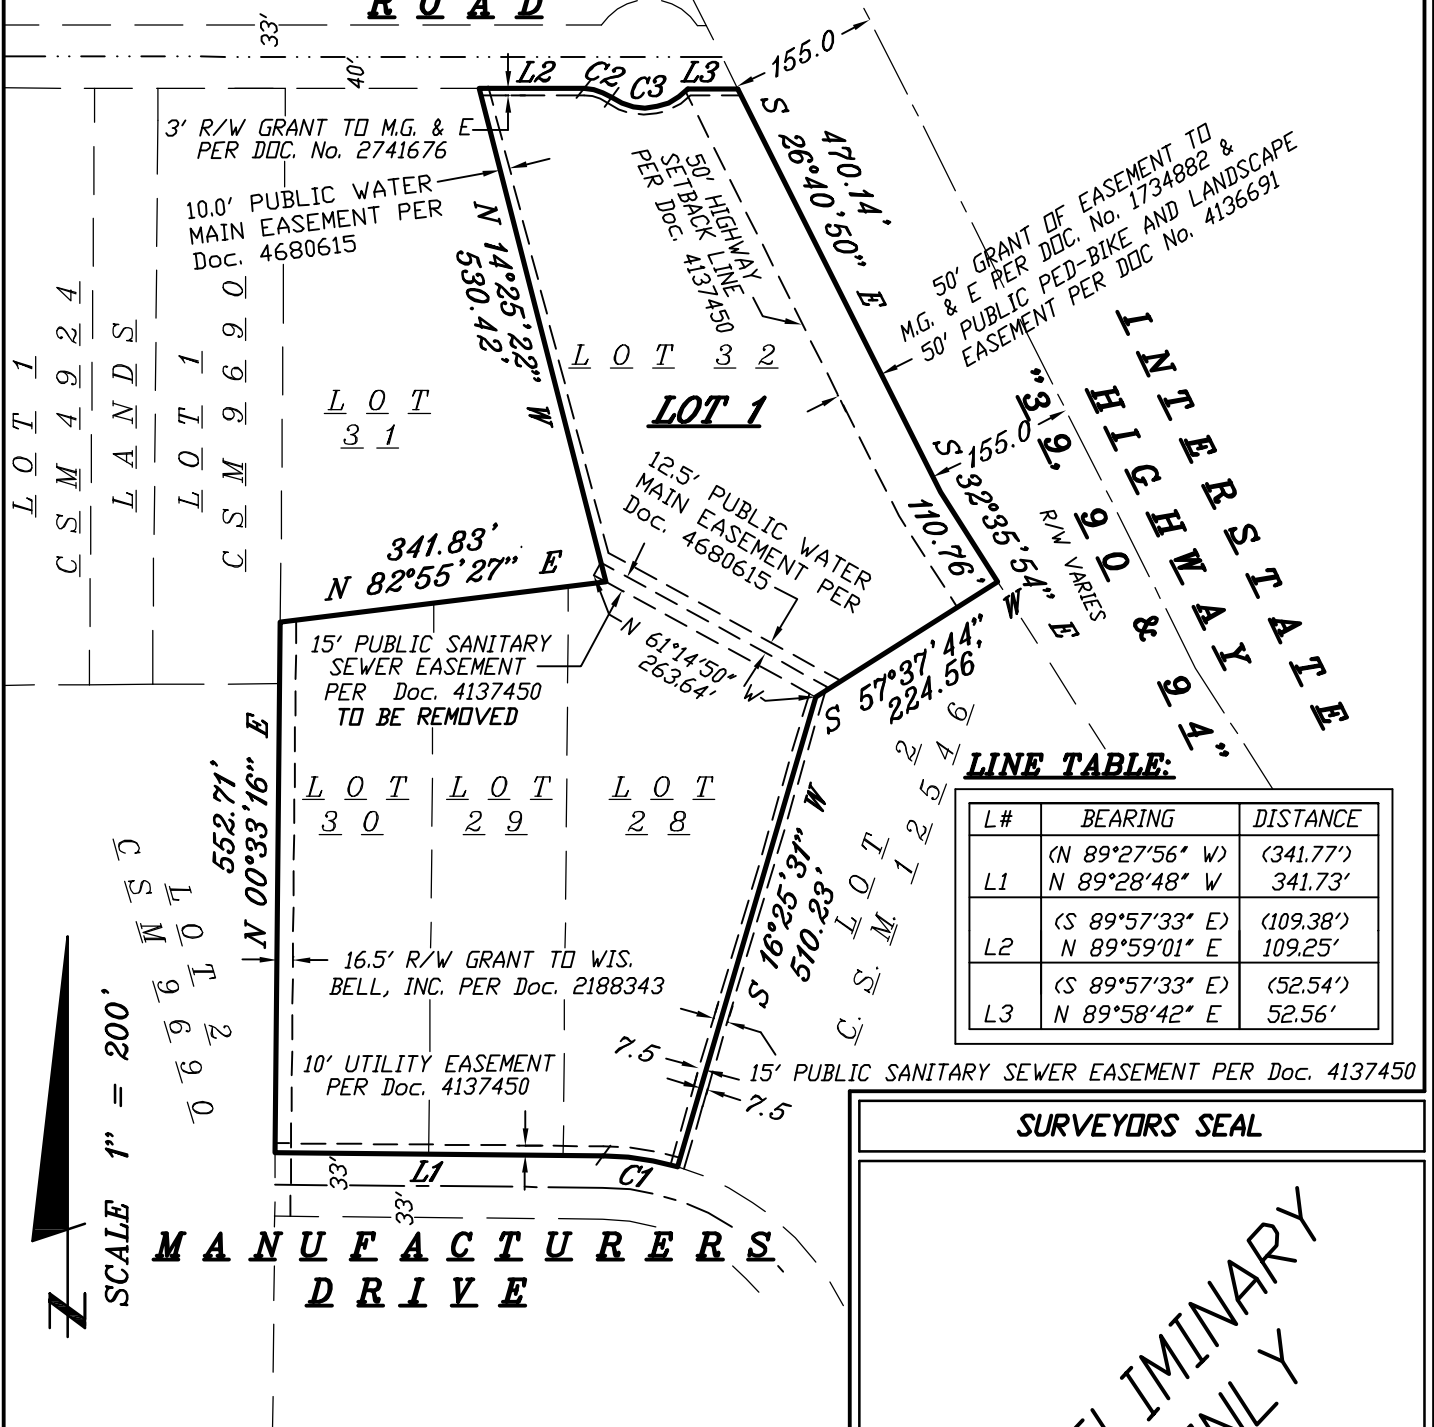 ROAD
33'
40'
L2
C2
C3
L3
155.0
3' R/W GRANT TO M.G. & E
PER DOC. No. 2741676
10.0' PUBLIC WATER
MAIN EASEMENT PER
Doc. 4680615
N 14°25'22" W
530.42'
50' HIGHWAY
SETBACK LINE
PER Doc. 4137450
470.14'
S 26°40'50" E
50' GRANT OF EASEMENT TO
M.G. & E PER DOC. No. 1734882 &
50' PUBLIC PED-BIKE AND LANDSCAPE
EASEMENT PER DOC No. 4136691
INTERSTATE
HIGHWAY
"39, 90 & 94"
R/W VARIES
LOT 1
CSM 4924
LANDS
LOT 1
CSM 9690
LOT
31
LOT 32
LOT 1
155.0
S 32°35'54" E
110.76'
12.5' PUBLIC WATER
MAIN EASEMENT PER
Doc. 4680615
341.83'
N 82°55'27" E
15' PUBLIC SANITARY
SEWER EASEMENT
PER Doc. 4137450
TO BE REMOVED
N 61°14'50" W
263.64'
S 57°37'44" W
224.56'
552.71'
N 00°33'16" E
LOT
30
LOT
29
LOT
28
S 16°25'31" W
510.23'
LOT 2
C.S.M. 12546
LOT 2
CSM 9690
16.5' R/W GRANT TO WIS.
BELL, INC. PER Doc. 2188343
10' UTILITY EASEMENT
PER Doc. 4137450
7.5
7.5
15' PUBLIC SANITARY SEWER EASEMENT PER Doc. 4137450
LINE TABLE:
L# BEARING DISTANCE
(N 89°27'56" W) (341.77')
L1 N 89°28'48" W 341.73'
(S 89°57'33" E) (109.38')
L2 N 89°59'01" E 109.25'
(S 89°57'33" E) (52.54')
L3 N 89°58'42" E 52.56'
33'
L1
C1
33'
MANUFACTURERS
DRIVE
SCALE 1" = 200'
N
SURVEYORS SEAL